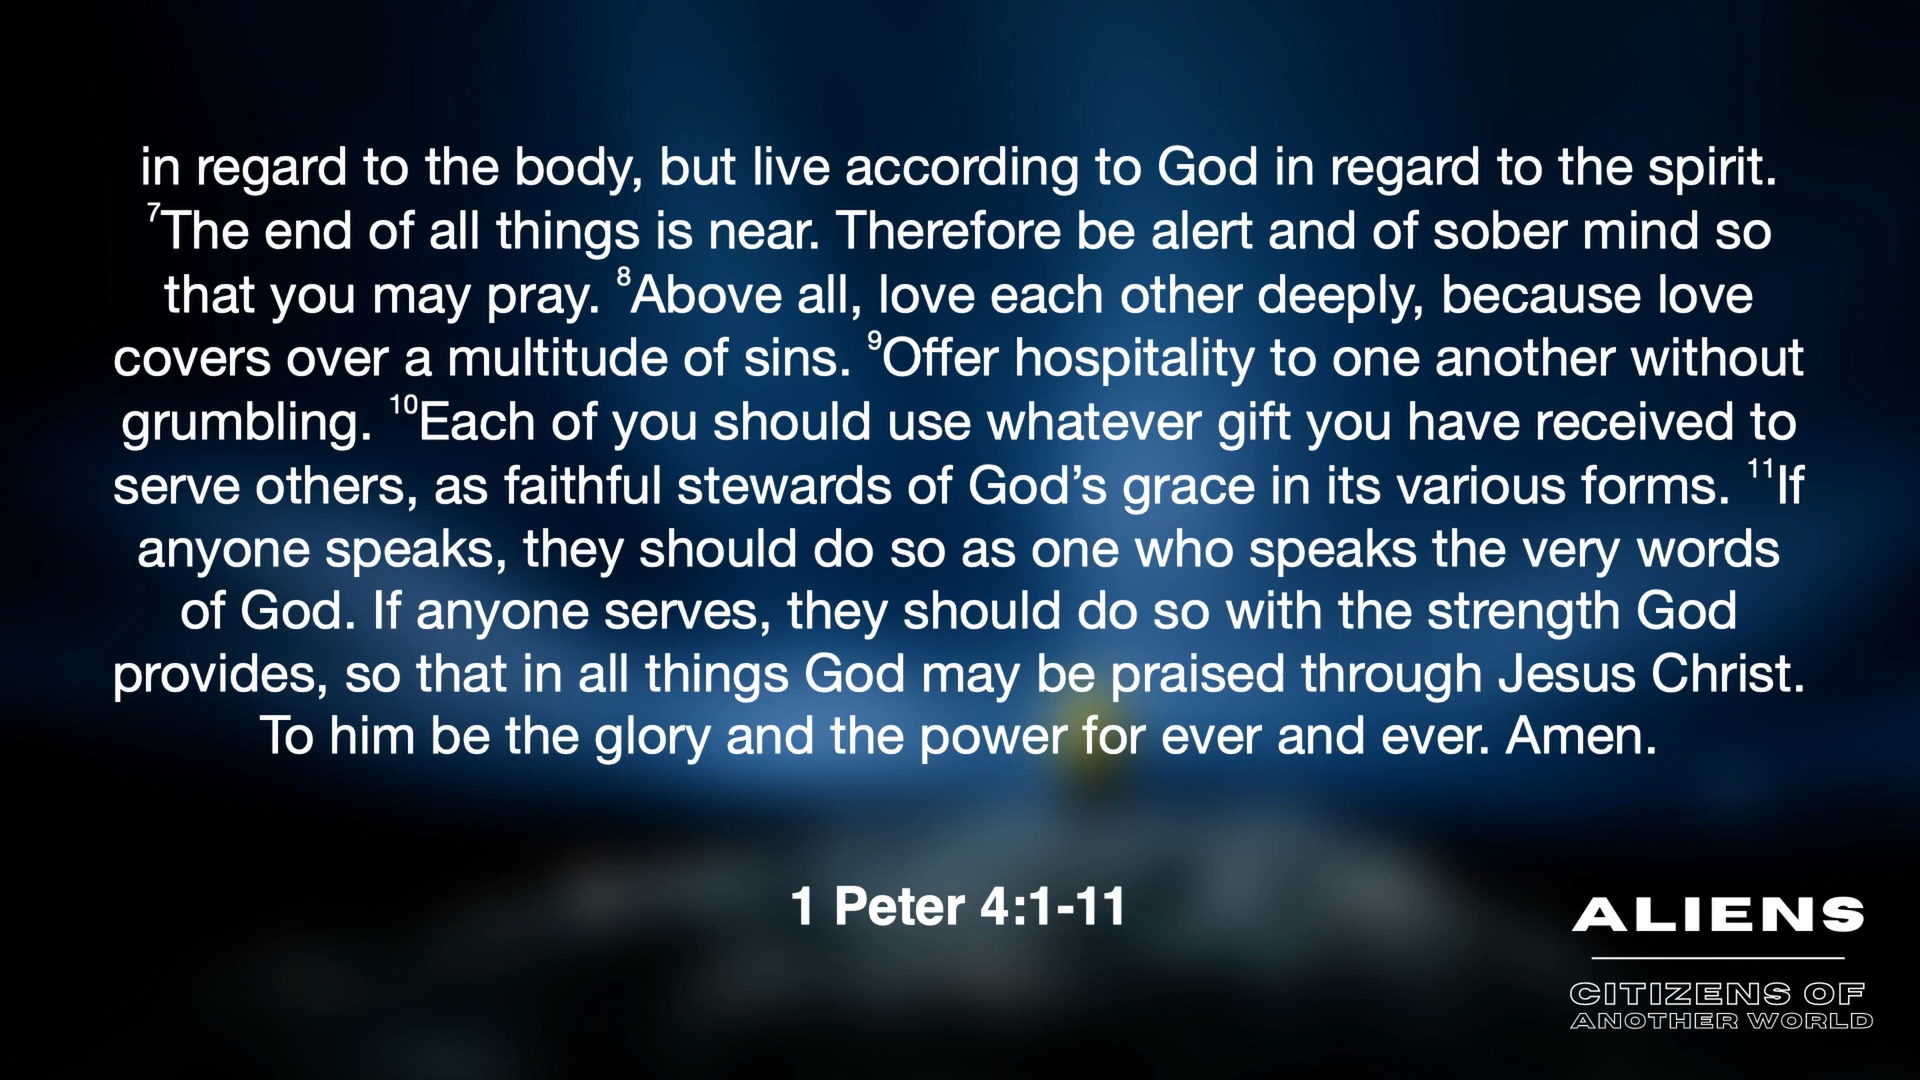 in regard to the body, but live according to God in regard to the spirit.
⁷The end of all things is near. Therefore be alert and of sober mind so
that you may pray. ⁸Above all, love each other deeply, because love
covers over a multitude of sins. ⁹Offer hospitality to one another without
grumbling. ¹⁰Each of you should use whatever gift you have received to
serve others, as faithful stewards of God’s grace in its various forms. ¹¹If
anyone speaks, they should do so as one who speaks the very words
of God. If anyone serves, they should do so with the strength God
provides, so that in all things God may be praised through Jesus Christ.
To him be the glory and the power for ever and ever. Amen.
1 Peter 4:1-11
ALIENS
CITIZENS OF
ANOTHER WORLD